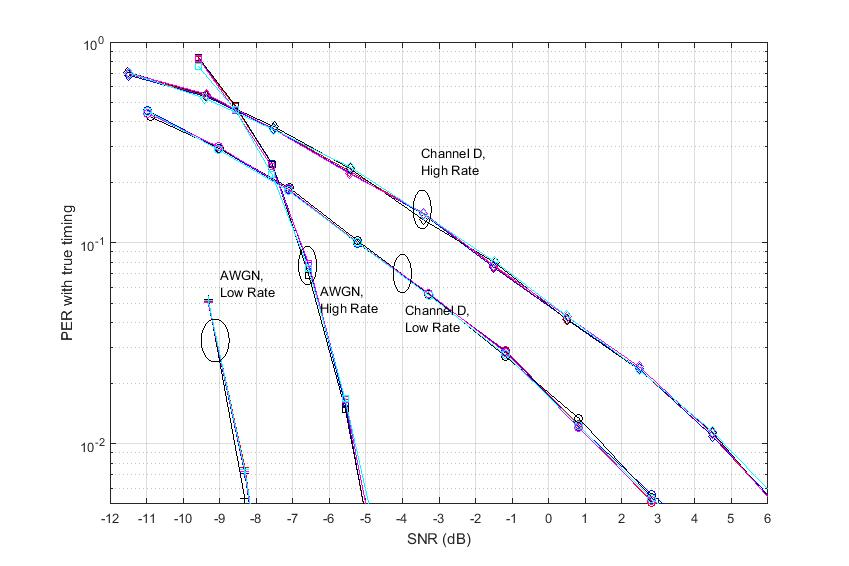 10^0
10^-1
10^-2
PER with true timing
Channel D,
High Rate
AWGN,
Low Rate
AWGN,
High Rate
Channel D,
Low Rate
-12 -11 -10 -9 -8 -7 -6 -5 -4 -3 -2 -1 0 1 2 3 4 5 6
SNR (dB)